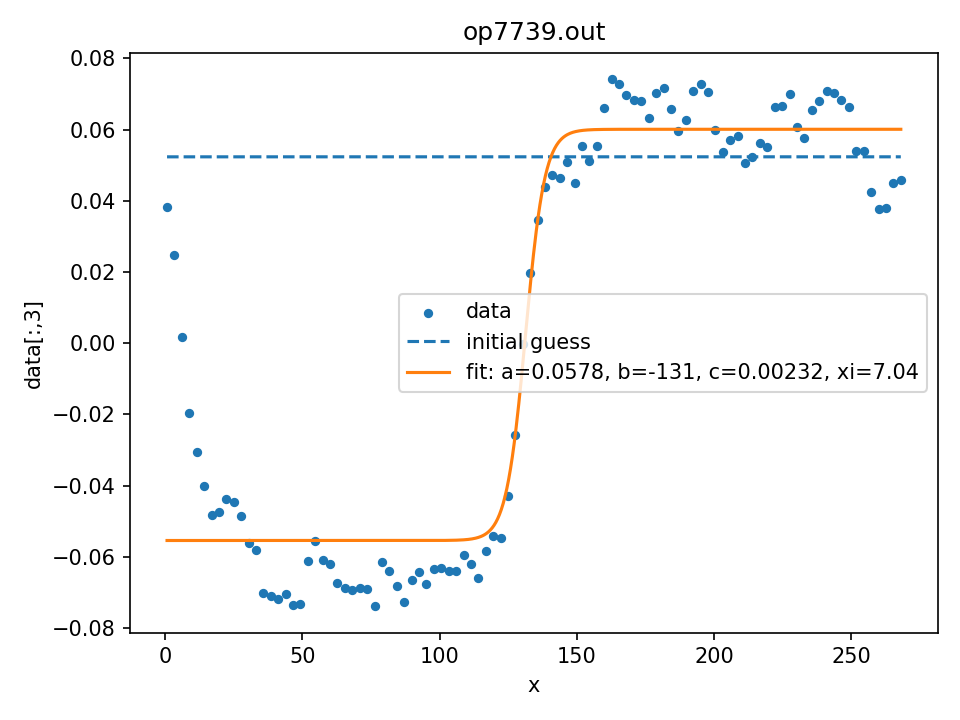 op7739.out
0.08
0.06
0.04
0.02
0.00
−0.02
−0.04
−0.06
−0.08
data[:,3]
data
initial guess
fit: a=0.0578, b=-131, c=0.00232, xi=7.04
0 50 100 150 200 250
x